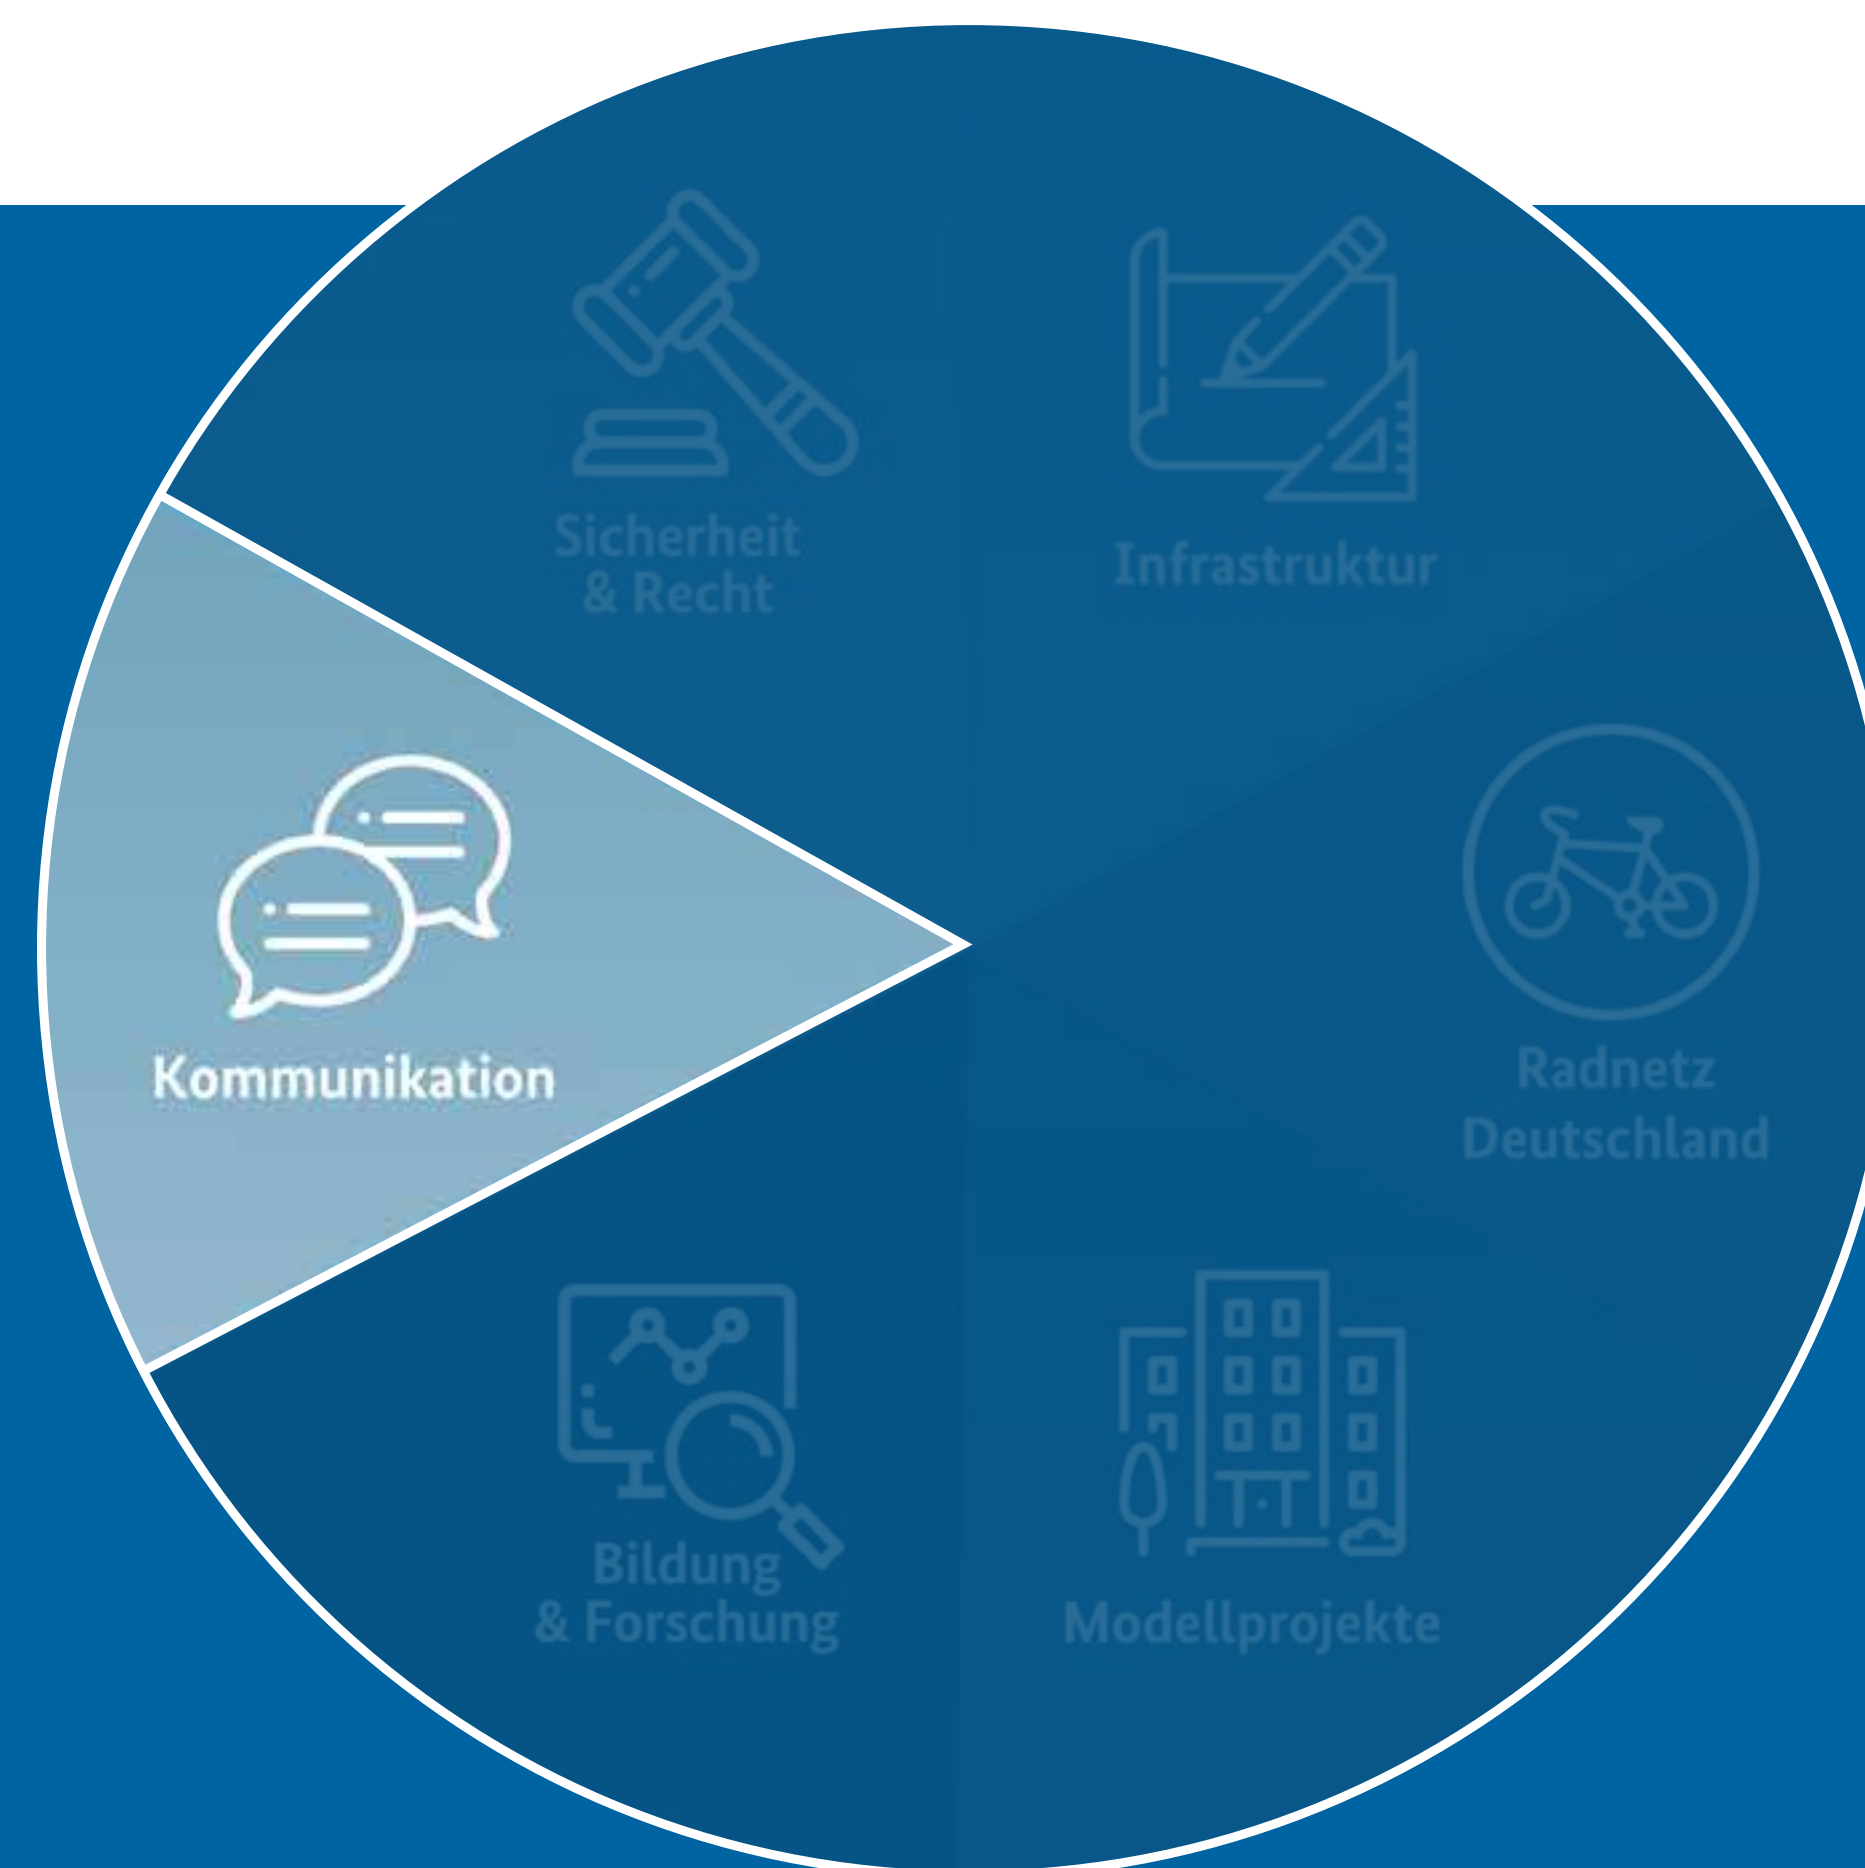 Sicherheit
& Recht
Infrastruktur
Kommunikation
Radnetz
Deutschland
Bildung
& Forschung
Modellprojekte